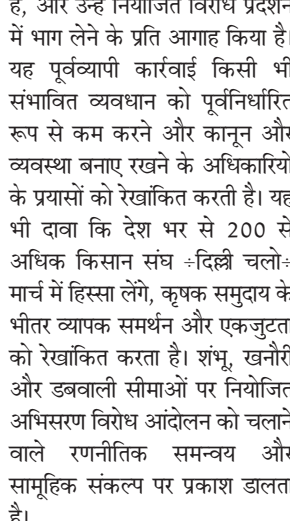 है, और उन्हें नियोजित विरोध प्रदर्शन
में भाग लेने के प्रति आगाह किया है।
यह पूर्वव्यापी कार्रवाई किसी भी
संभावित व्यवधान को पूर्वनिर्धारित
रूप से कम करने और कानून और
व्यवस्था बनाए रखने के अधिकारियो
के प्रयासों को रेखांकित करती है। यह
भी दावा कि देश भर से 200 से
अधिक किसान संघ ÷दिल्ली चलो÷
मार्च में हिस्सा लेंगे, कृषक समुदाय के
भीतर व्यापक समर्थन और एकजुटता
को रेखांकित करता है। शंभू, खनौरी
और डबवाली सीमाओं पर नियोजित
अभिसरण विरोध आंदोलन को चलाने
वाले रणनीतिक समन्वय और
सामूहिक संकल्प पर प्रकाश डालता
है।